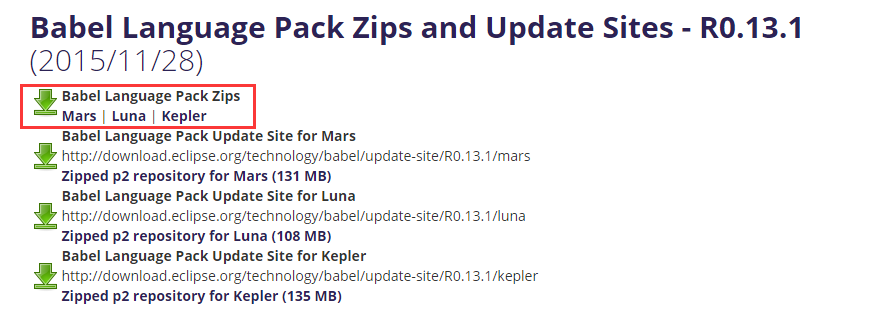 Babel Language Pack Zips and Update Sites - R0.13.1
(2015/11/28)
Babel Language Pack Zips
Mars | Luna | Kepler
Babel Language Pack Update Site for Mars
http://download.eclipse.org/technology/babel/update-site/R0.13.1/mars
Zipped p2 repository for Mars (131 MB)
Babel Language Pack Update Site for Luna
http://download.eclipse.org/technology/babel/update-site/R0.13.1/luna
Zipped p2 repository for Luna (108 MB)
Babel Language Pack Update Site for Kepler
http://download.eclipse.org/technology/babel/update-site/R0.13.1/kepler
Zipped p2 repository for Kepler (135 MB)